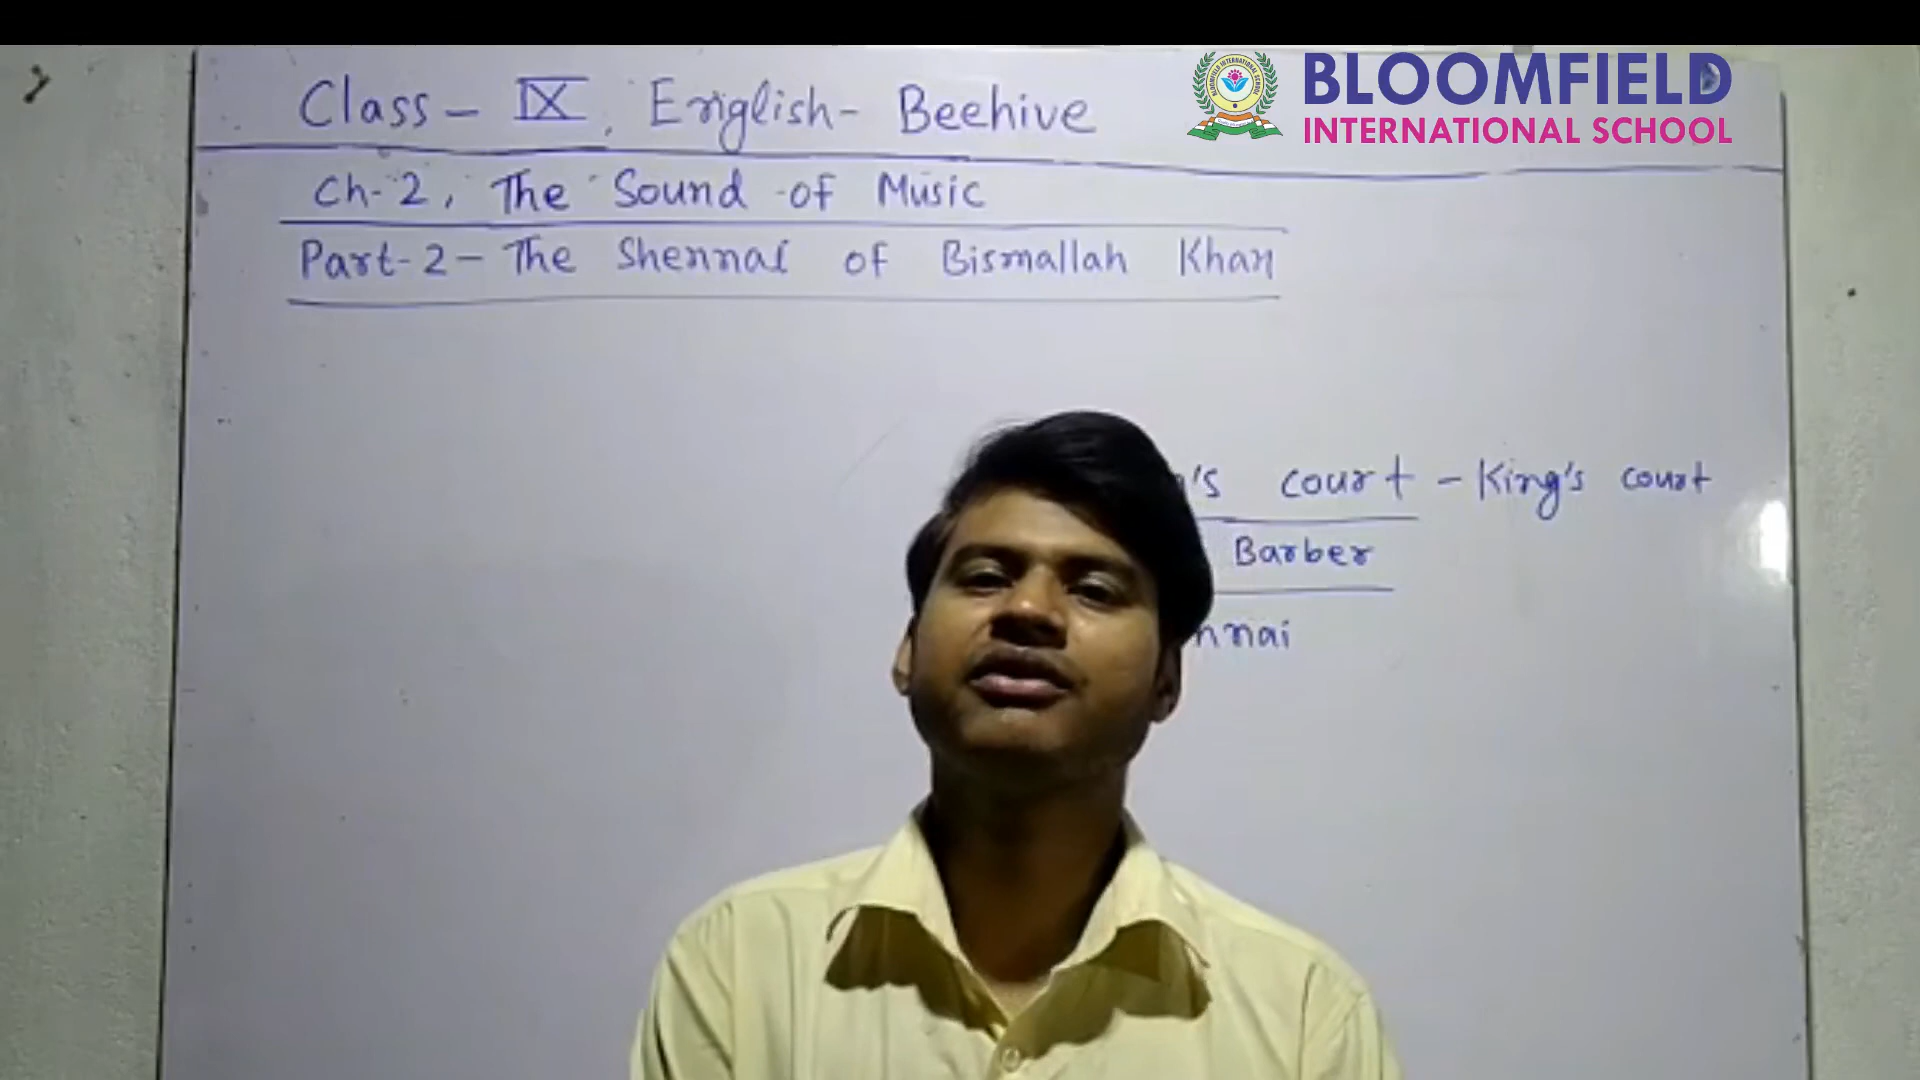 BLOOMFIELD
INTERNATIONAL SCHOOL
Class - IX, English - Beehive
Ch-2, The Sound of Music
Part-2 - The Shennai of Bismallah Khan
's court - King's court
Barber
nnai